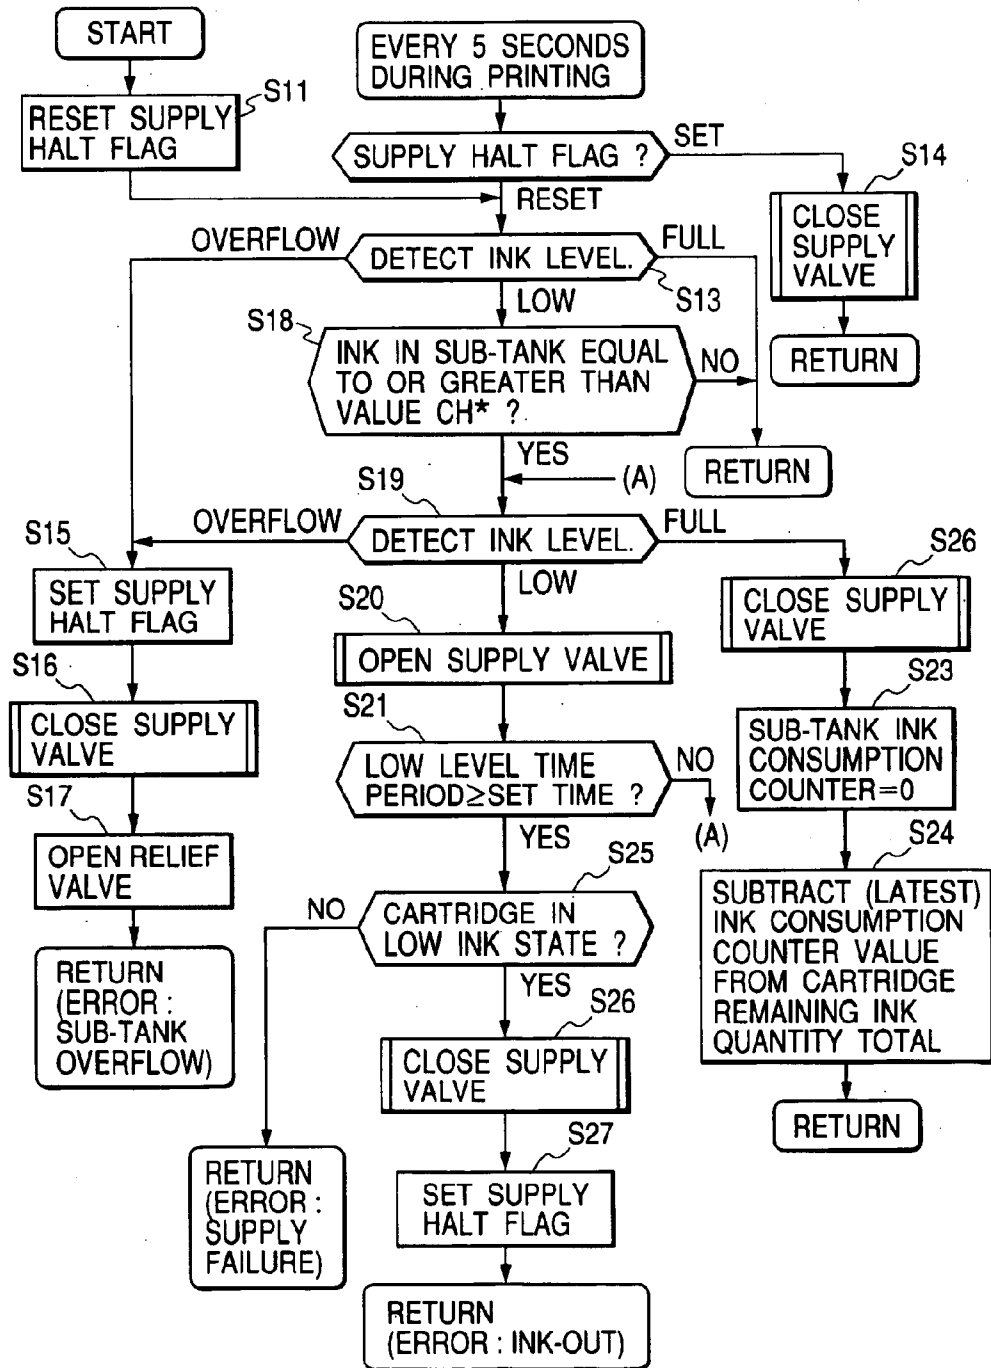 START
EVERY 5 SECONDS
DURING PRINTING
S11
RESET SUPPLY
HALT FLAG
SUPPLY HALT FLAG ?
SET
S14
CLOSE
SUPPLY
VALVE
RETURN
RESET
OVERFLOW
DETECT INK LEVEL.
FULL
S13
LOW
S18
INK IN SUB-TANK EQUAL
TO OR GREATER THAN
VALUE CH* ?
NO
RETURN
YES
(A)
S19
OVERFLOW
DETECT INK LEVEL.
FULL
LOW
S15
SET SUPPLY
HALT FLAG
S16
CLOSE SUPPLY
VALVE
S17
OPEN RELIEF
VALVE
RETURN
(ERROR :
SUB-TANK
OVERFLOW)
S20
OPEN SUPPLY VALVE
S21
LOW LEVEL TIME
PERIOD≥SET TIME ?
NO
(A)
YES
S25
CARTRIDGE IN
LOW INK STATE ?
NO
RETURN
(ERROR :
SUPPLY
FAILURE)
YES
S26
CLOSE SUPPLY
VALVE
S27
SET SUPPLY
HALT FLAG
RETURN
(ERROR : INK-OUT)
S26
CLOSE SUPPLY
VALVE
S23
SUB-TANK INK
CONSUMPTION
COUNTER=0
S24
SUBTRACT (LATEST)
INK CONSUMPTION
COUNTER VALUE
FROM CARTRIDGE
REMAINING INK
QUANTITY TOTAL
RETURN